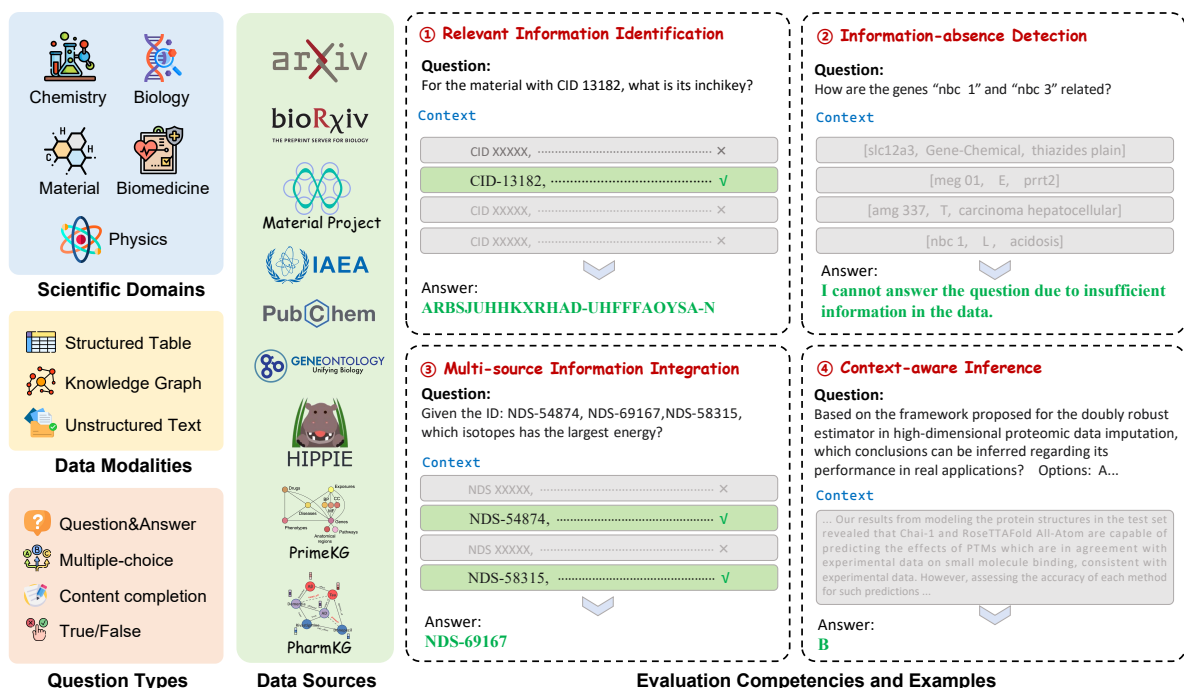 Chemistry
Biology
H
C
H
Material
Biomedicine
Physics
Scientific Domains
Structured Table
Knowledge Graph
Unstructured Text
Data Modalities
?
Question&Answer
A B C
Multiple-choice
Content completion
True/False
Question Types
arXiv
bioRxiv
THE PREPRINT SERVER FOR BIOLOGY
Material Project
IAEA
PubChem
GENEONTOLOGY
Unifying Biology
HIPPIE
Drugs
Exposures
BP
CC
MF
Diseases
Phenotypes
Genes
Pathways
Anatomical
regions
PrimeKG
PharmKG
Data Sources
① Relevant Information Identification
Question:
For the material with CID 13182, what is its inchikey?
Context
CID XXXXX, ............................................ ×
CID-13182, ............................................ √
CID XXXXX, ............................................ ×
CID XXXXX, ............................................ ×
Answer:
ARBSJUHHKXRHAD-UHFFFAOYSA-N
② Information-absence Detection
Question:
How are the genes “nbc 1” and “nbc 3” related?
Context
[slc12a3, Gene-Chemical, thiazides plain]
[meg 01, E, prrt2]
[amg 337, T, carcinoma hepatocellular]
[nbc 1, L , acidosis]
Answer:
I cannot answer the question due to insufficient
information in the data.
③ Multi-source Information Integration
Question:
Given the ID: NDS-54874, NDS-69167,NDS-58315,
which isotopes has the largest energy?
Context
NDS XXXXX, ............................................ ×
NDS-54874, ............................................ √
NDS XXXXX, ............................................ ×
NDS-58315, ............................................ √
Answer:
NDS-69167
④ Context-aware Inference
Question:
Based on the framework proposed for the doubly robust
estimator in high-dimensional proteomic data imputation,
which conclusions can be inferred regarding its
performance in real applications? Options: A...
Context
... Our results from modeling the protein structures in the test set
revealed that Chai-1 and RoseTTAFold All-Atom are capable of
predicting the effects of PTMs which are in agreement with
experimental data on small molecule binding, consistent with
experimental data. However, assessing the accuracy of each method
for such predictions ...
Answer:
B
Evaluation Competencies and Examples